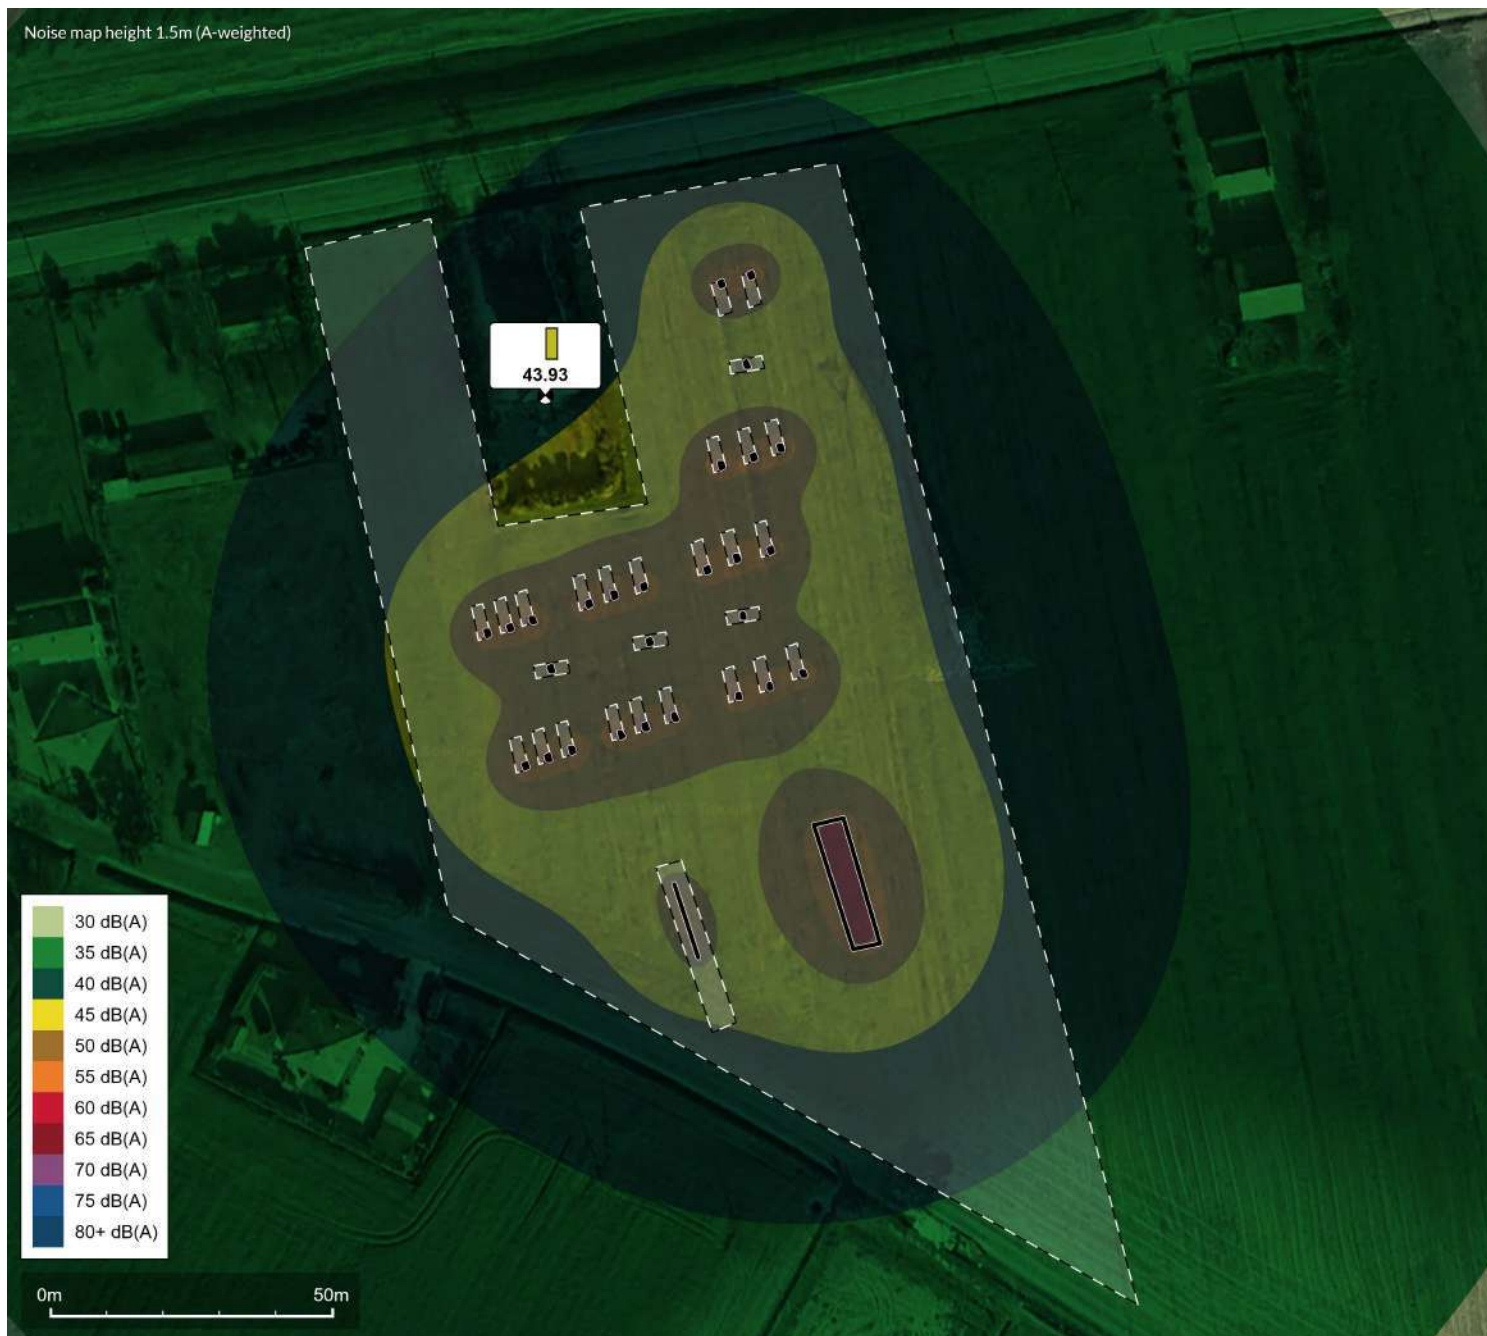 Noise map height 1.5m (A-weighted)
43.93
30 dB(A)
35 dB(A)
40 dB(A)
45 dB(A)
50 dB(A)
55 dB(A)
60 dB(A)
65 dB(A)
70 dB(A)
75 dB(A)
80+ dB(A)
0m 50m